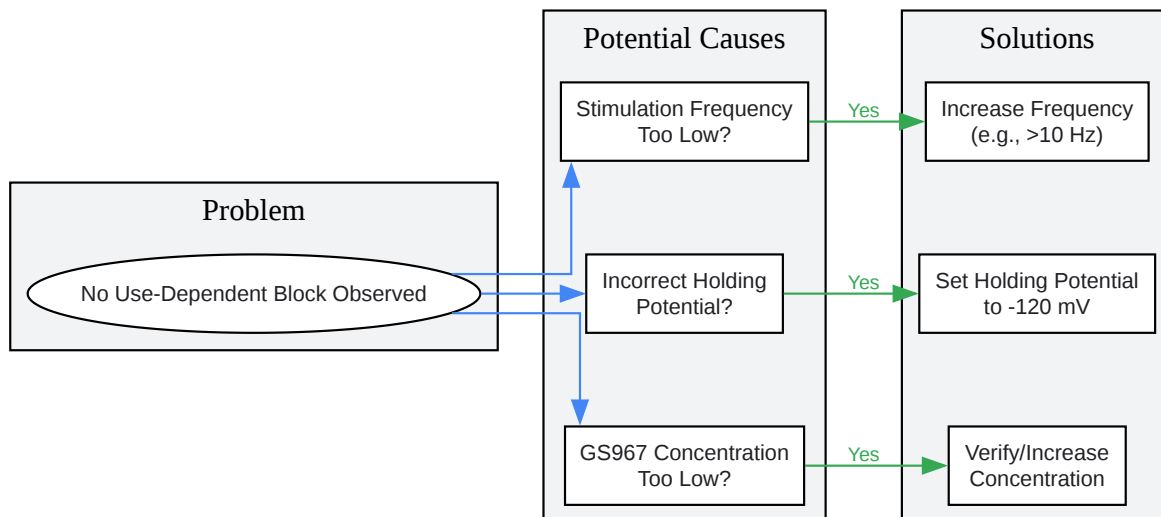 Problem
No Use-Dependent Block Observed
Potential Causes
Stimulation Frequency
Too Low?
Incorrect Holding
Potential?
GS967 Concentration
Too Low?
Yes
Yes
Yes
Solutions
Increase Frequency
(e.g., >10 Hz)
Set Holding Potential
to -120 mV
Verify/Increase
Concentration